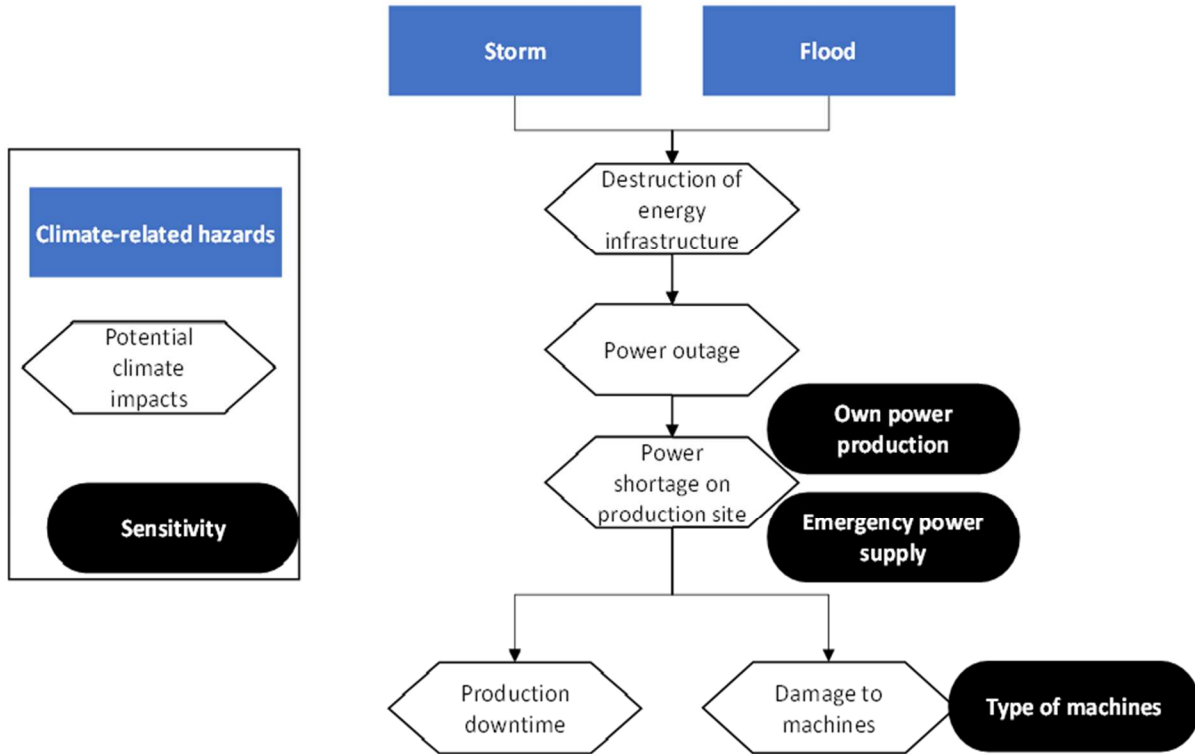 Storm
Flood
Destruction of
energy
infrastructure
Climate-related hazards
Potential
climate
impacts
Power outage
Own power
production
Power
shortage on
production site
Sensitivity
Emergency power
supply
Production
downtime
Damage to
machines
Type of machines